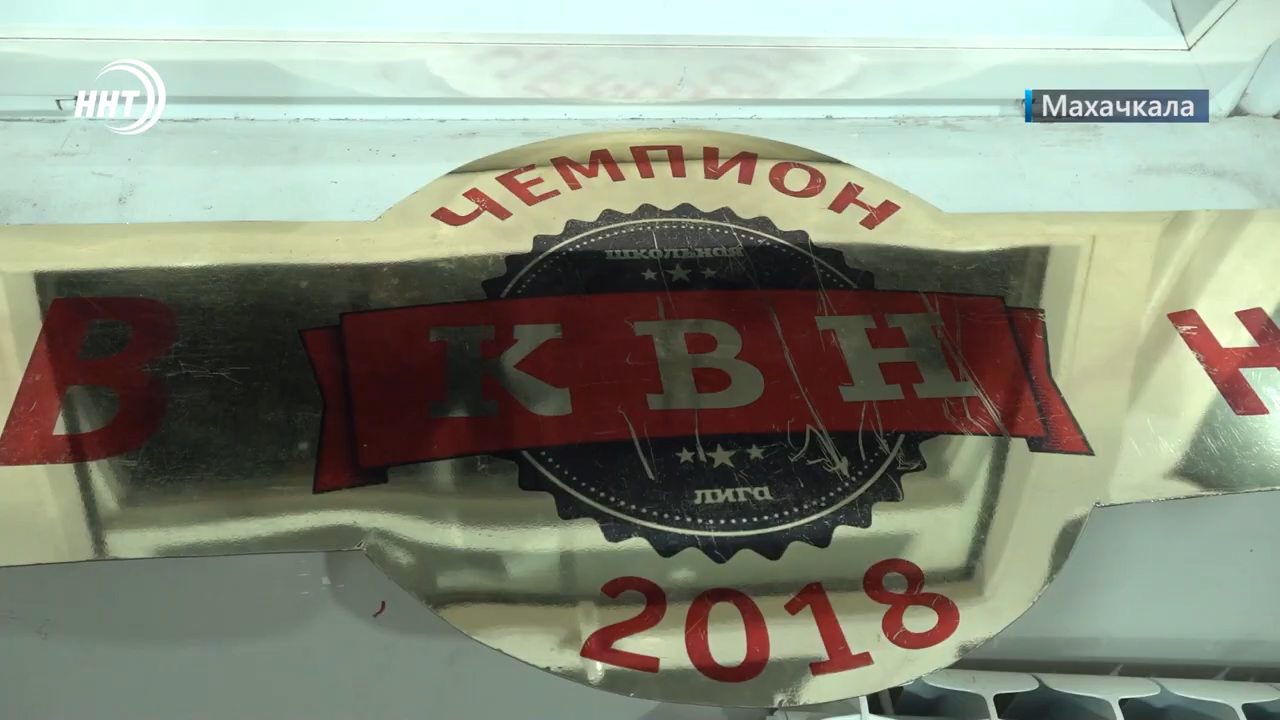 ННТ
Махачкала
ЧЕМПИОН
школьная
В КВН Н
лига
2018